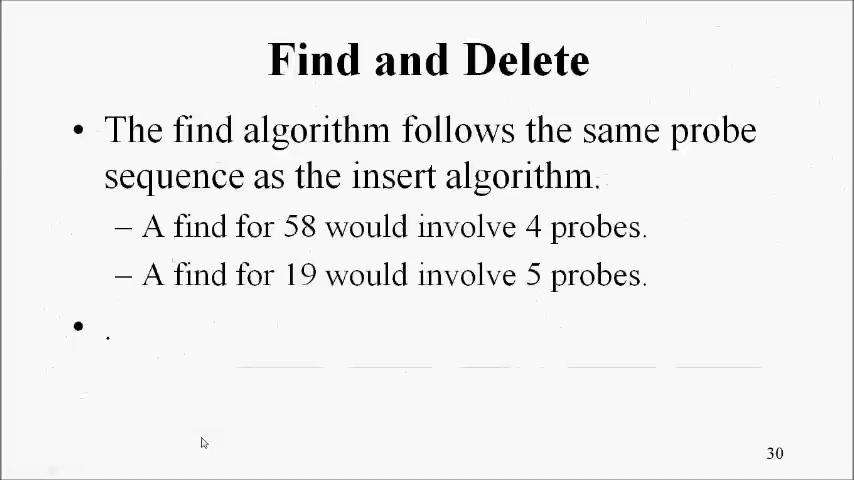 Find and Delete
• The find algorithm follows the same probe
sequence as the insert algorithm.
– A find for 58 would involve 4 probes.
– A find for 19 would involve 5 probes.
• .
30